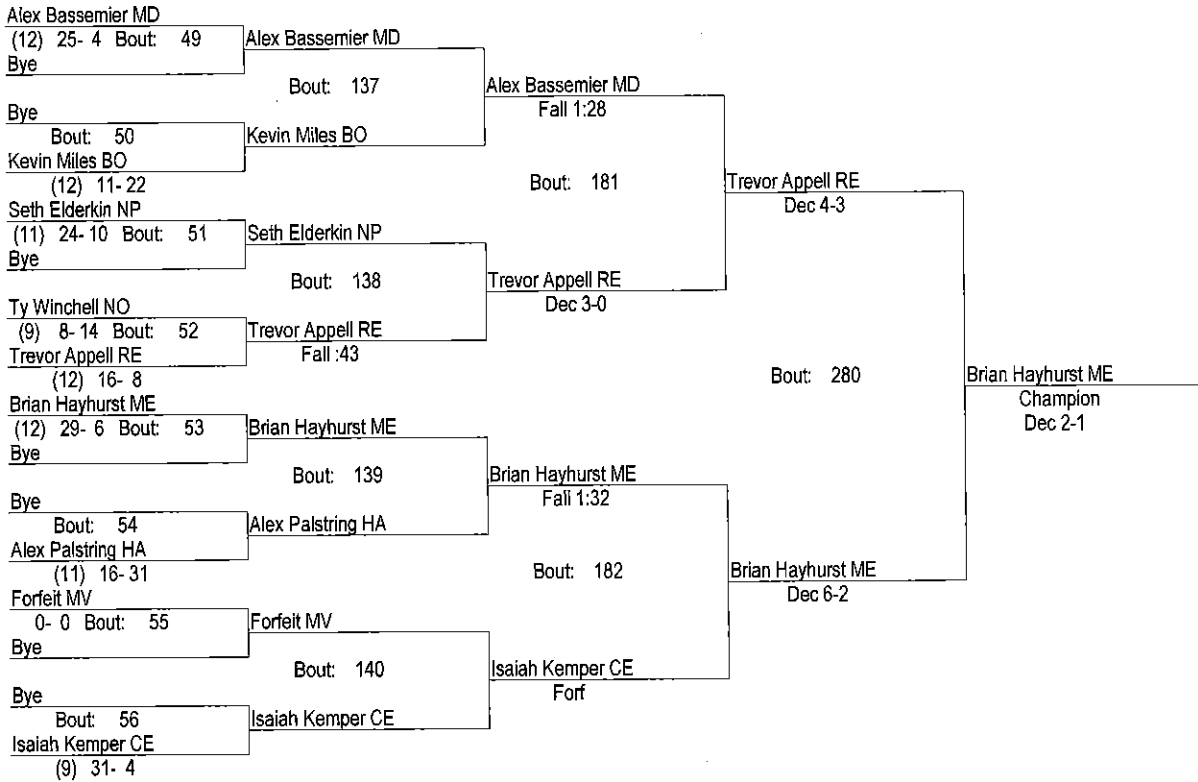 Alex Bassemier MD
(12) 25- 4 Bout: 49
Bye
Bye
Bout: 50
Kevin Miles BO
(12) 11- 22
Seth Elderkin NP
(11) 24- 10 Bout: 51
Bye
Ty Winchell NO
(9) 8- 14 Bout: 52
Trevor Appell RE
(12) 16- 8
Brian Hayhurst ME
(12) 29- 6 Bout: 53
Bye
Bye
Bout: 54
Alex Palstring HA
(11) 16- 31
Forfeit MV
0- 0 Bout: 55
Bye
Bye
Bout: 56
Isaiah Kemper CE
(9) 31- 4
Alex Bassemier MD
Bout: 137
Kevin Miles BO
Seth Elderkin NP
Bout: 138
Trevor Appell RE
Fall :43
Brian Hayhurst ME
Bout: 139
Alex Palstring HA
Forfeit MV
Bout: 140
Isaiah Kemper CE
Alex Bassemier MD
Fall 1:28
Bout: 181
Trevor Appell RE
Dec 3-0
Brian Hayhurst ME
Fall 1:32
Bout: 182
Isaiah Kemper CE
Forf
Trevor Appell RE
Dec 4-3
Bout: 280
Brian Hayhurst ME
Dec 6-2
Brian Hayhurst ME
Champion
Dec 2-1